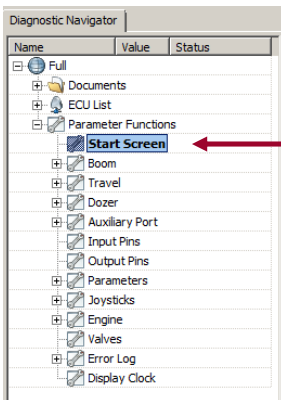 Diagnostic Navigator
Name Value Status
Full
Documents
ECU List
Parameter Functions
Start Screen
Boom
Travel
Dozer
Auxiliary Port
Input Pins
Output Pins
Parameters
Joysticks
Engine
Valves
Error Log
Display Clock